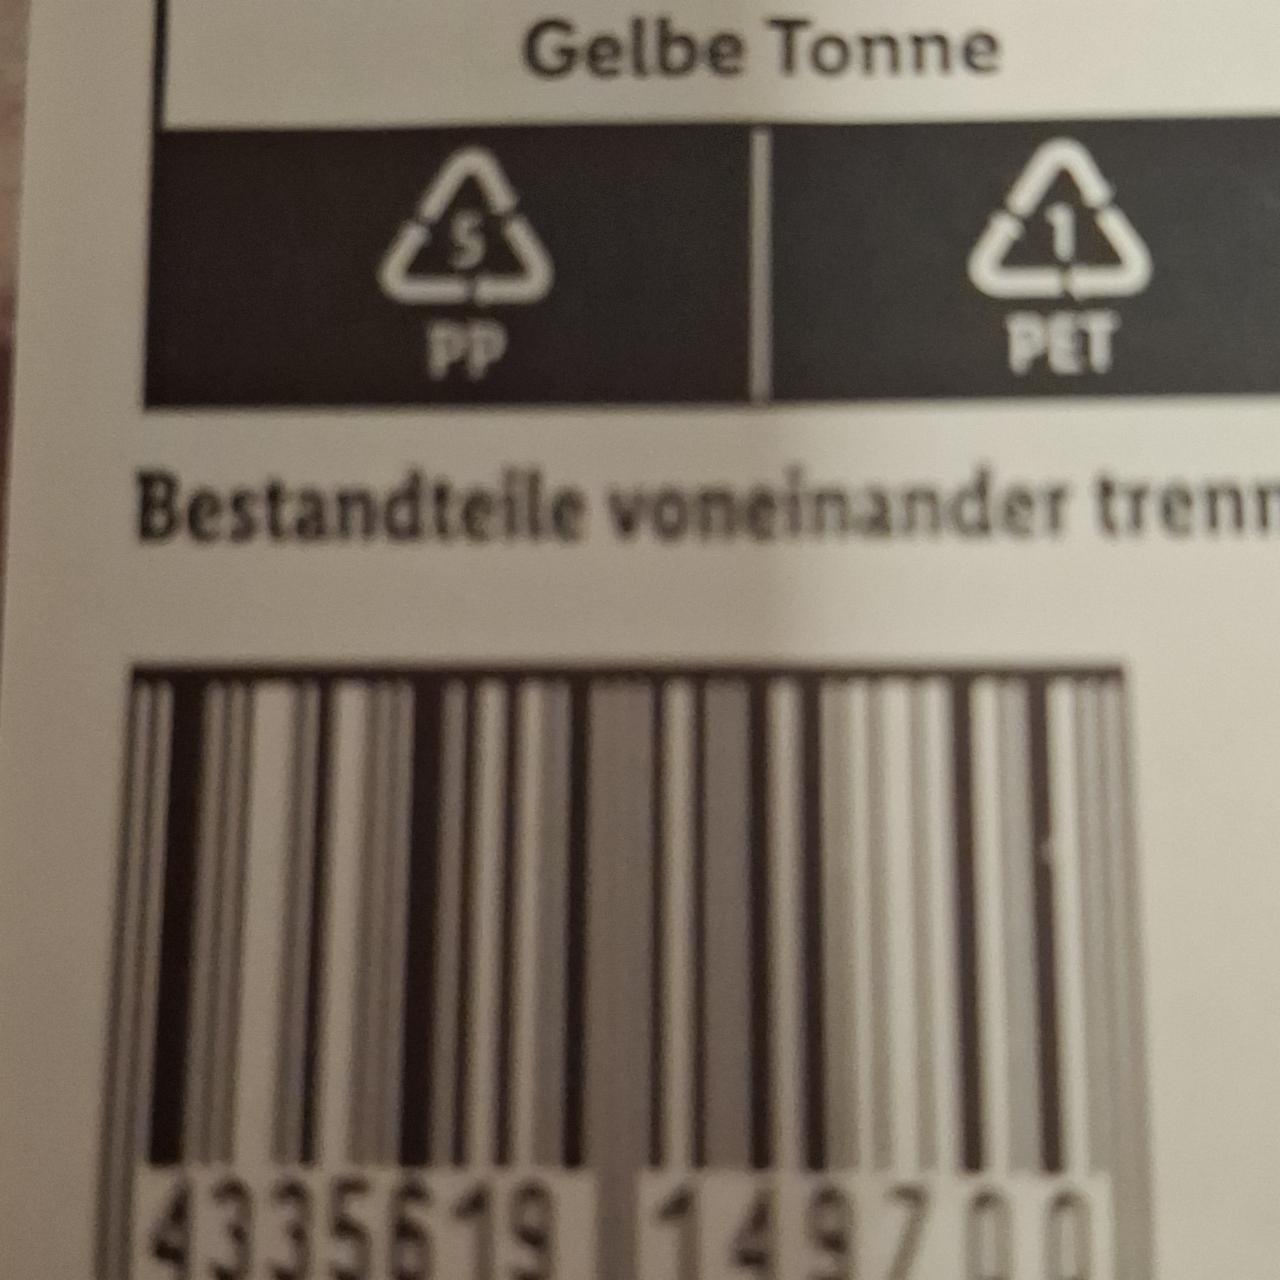 Gelbe Tonne
5 1
PP PET
Bestandteile voneinander trenn
4335619 149700